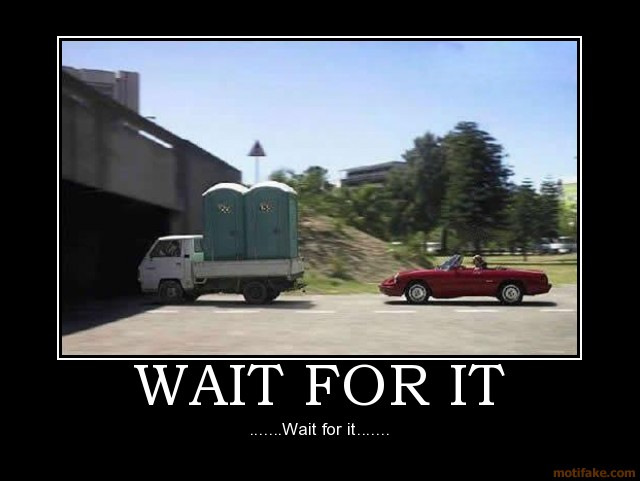 WAIT FOR IT
.......Wait for it.......
motifake.com